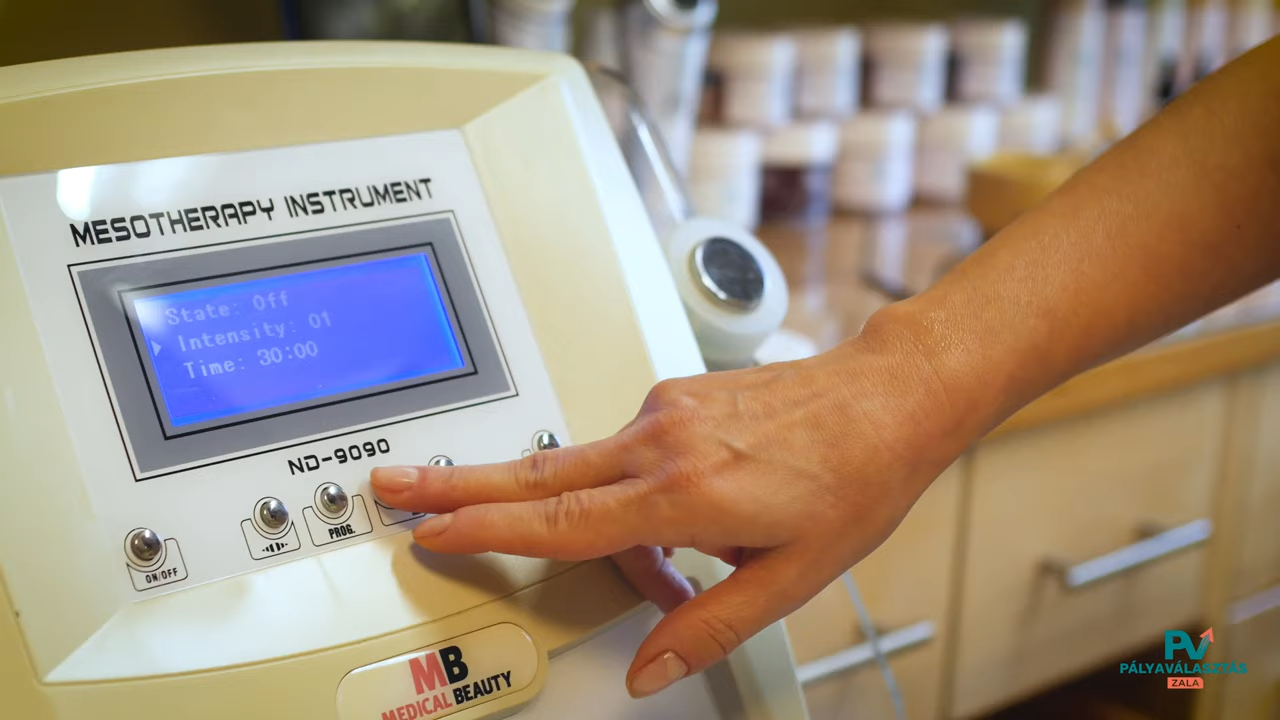 MESOTHERAPY INSTRUMENT
State: Off
Intensity: 01
Time: 30:00
ND-9090
PROG.
ON/OFF
MB
MEDICAL BEAUTY
PV
PÁLYAVÁLASZTÁS
ZALA